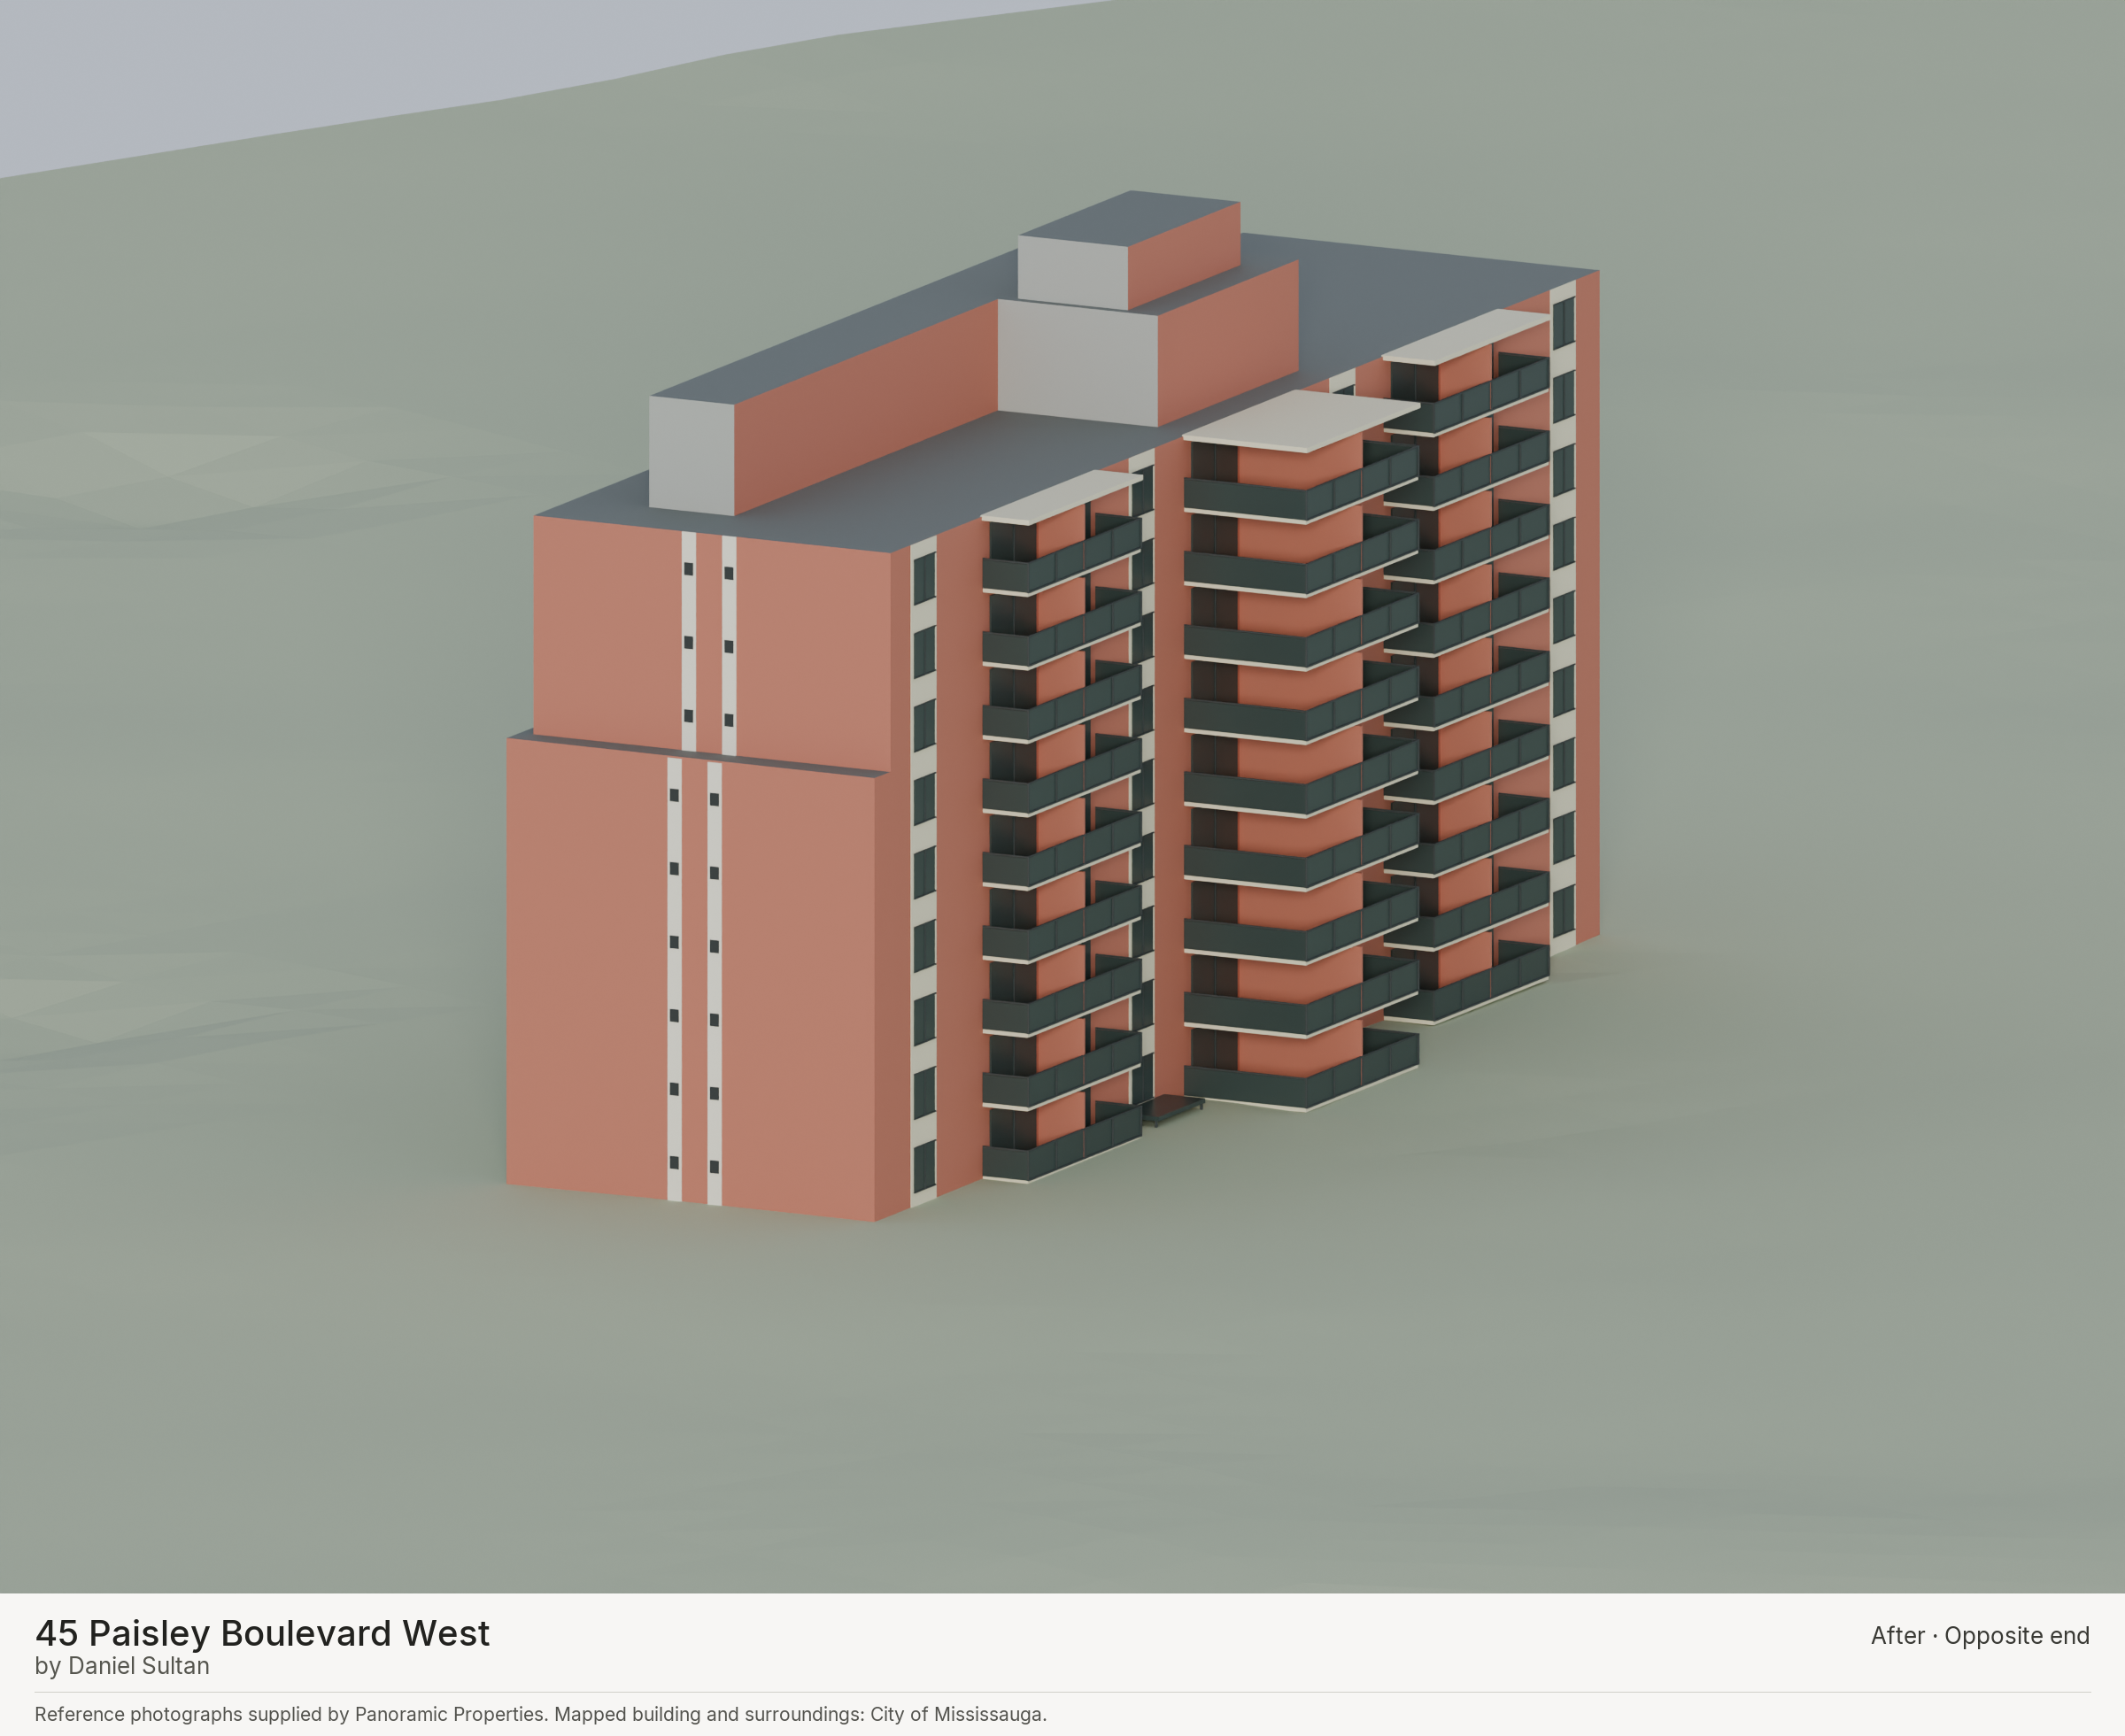 45 Paisley Boulevard West
by Daniel Sultan
After · Opposite end
Reference photographs supplied by Panoramic Properties. Mapped building and surroundings: City of Mississauga.